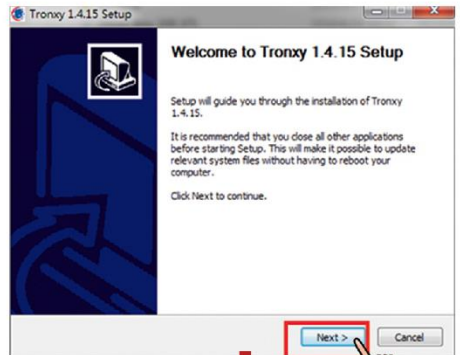 Tronxy 1.4.15 Setup
Welcome to Tronxy 1.4.15 Setup
Setup will guide you through the installation of Tronxy
1.4.15.
It is recommended that you close all other applications
before starting Setup. This will make it possible to update
relevant system files without having to reboot your
computer.
Click Next to continue.
Next >
Cancel